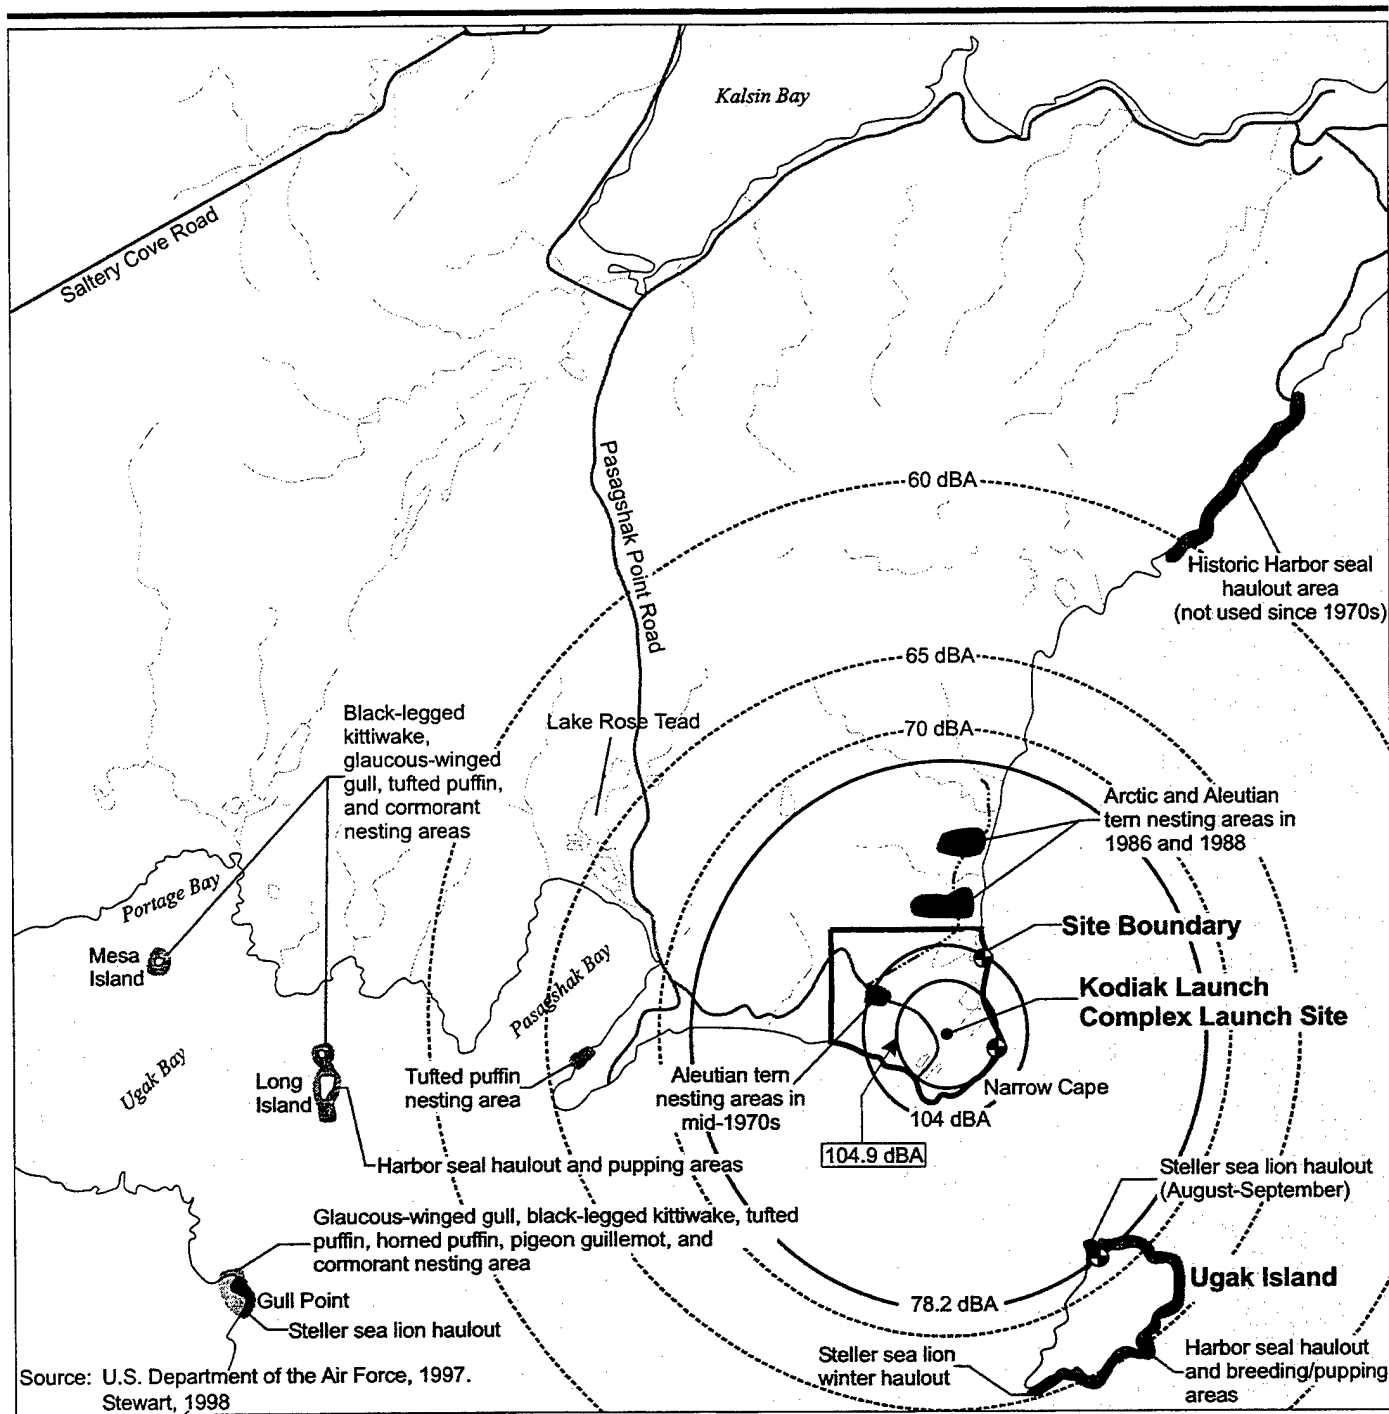 Kalsin Bay
Saltery Cove Road
Pasagshak Point Road
60 dBA
Historic Harbor seal
haulout area
(not used since 1970s)
65 dBA
Black-legged
kittiwake,
glaucous-winged
gull, tufted puffin,
and cormorant
nesting areas
Lake Rose Tead
70 dBA
Arctic and Aleutian
tern nesting areas in
1986 and 1988
Portage Bay
Mesa
Island
Site Boundary
Pasagshak Bay
Kodiak Launch
Complex Launch Site
Ugak Bay
Long
Island
Tufted puffin
nesting area
Aleutian tern
nesting areas in
mid-1970s
Narrow Cape
104 dBA
104.9 dBA
Harbor seal haulout and pupping areas
Steller sea lion haulout
(August-September)
Glaucous-winged gull, black-legged kittiwake, tufted
puffin, horned puffin, pigeon guillemot, and
cormorant nesting area
Ugak Island
Gull Point
78.2 dBA
Steller sea lion haulout
Steller sea lion
winter haulout
Harbor seal haulout
and breeding/pupping
areas
Source: U.S. Department of the Air Force, 1997.
Stewart, 1998